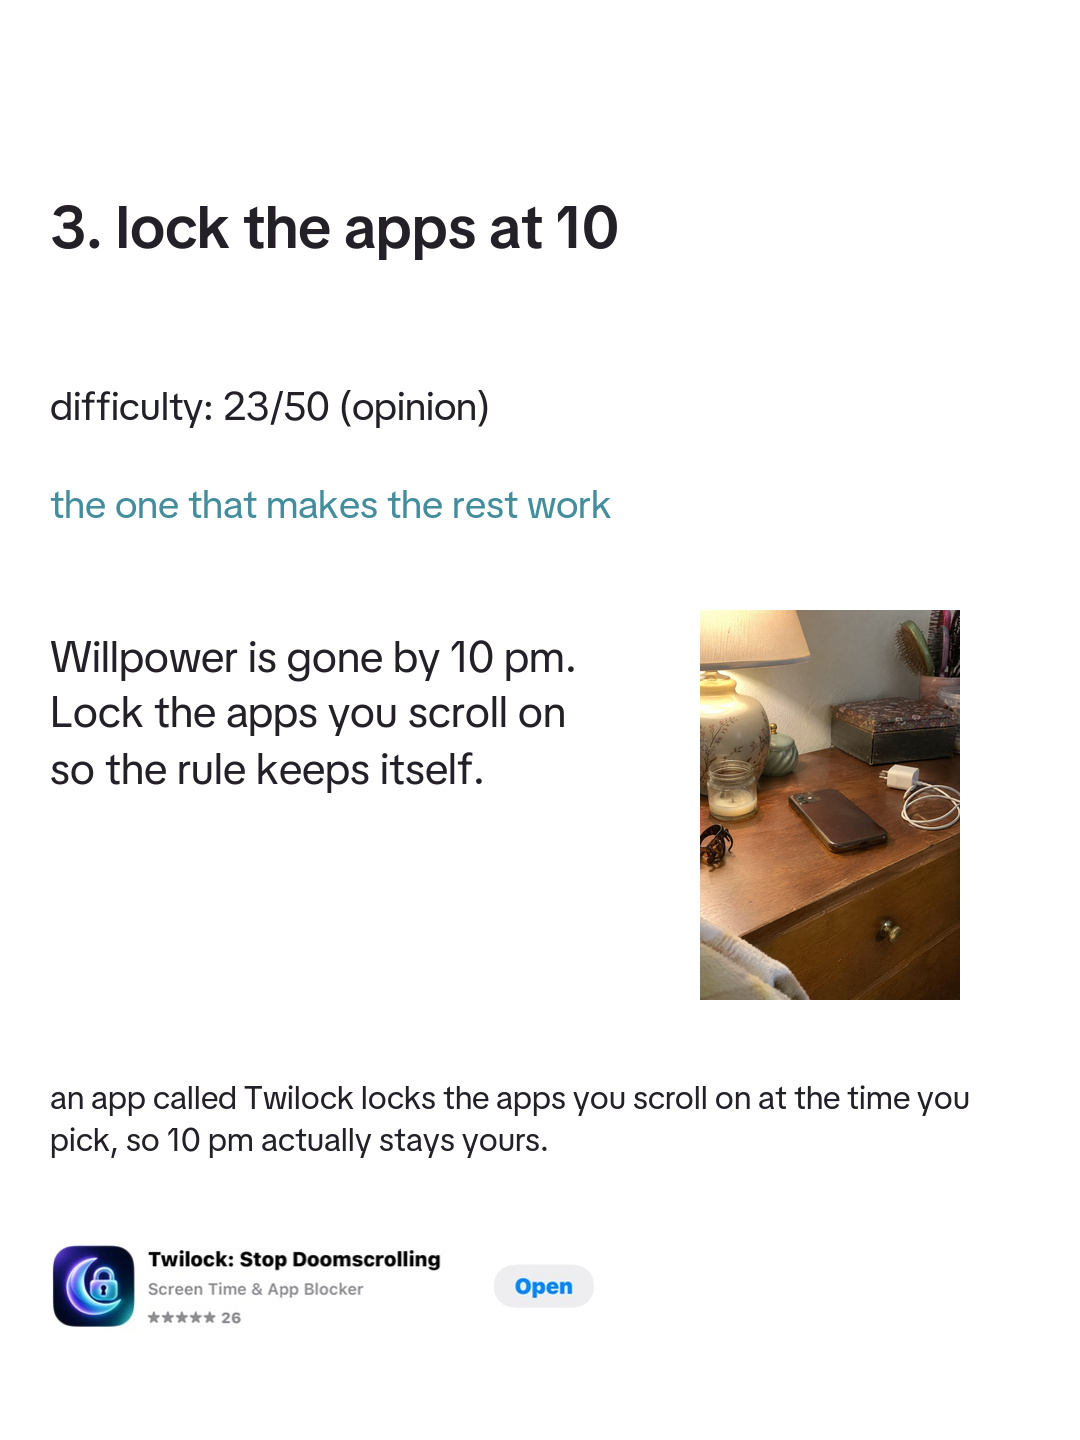 3. lock the apps at 10
difficulty: 23/50 (opinion)
the one that makes the rest work
Willpower is gone by 10 pm.
Lock the apps you scroll on
so the rule keeps itself.
an app called Twilock locks the apps you scroll on at the time you
pick, so 10 pm actually stays yours.
Twilock: Stop Doomscrolling
Screen Time & App Blocker
★★★★★ 26
Open